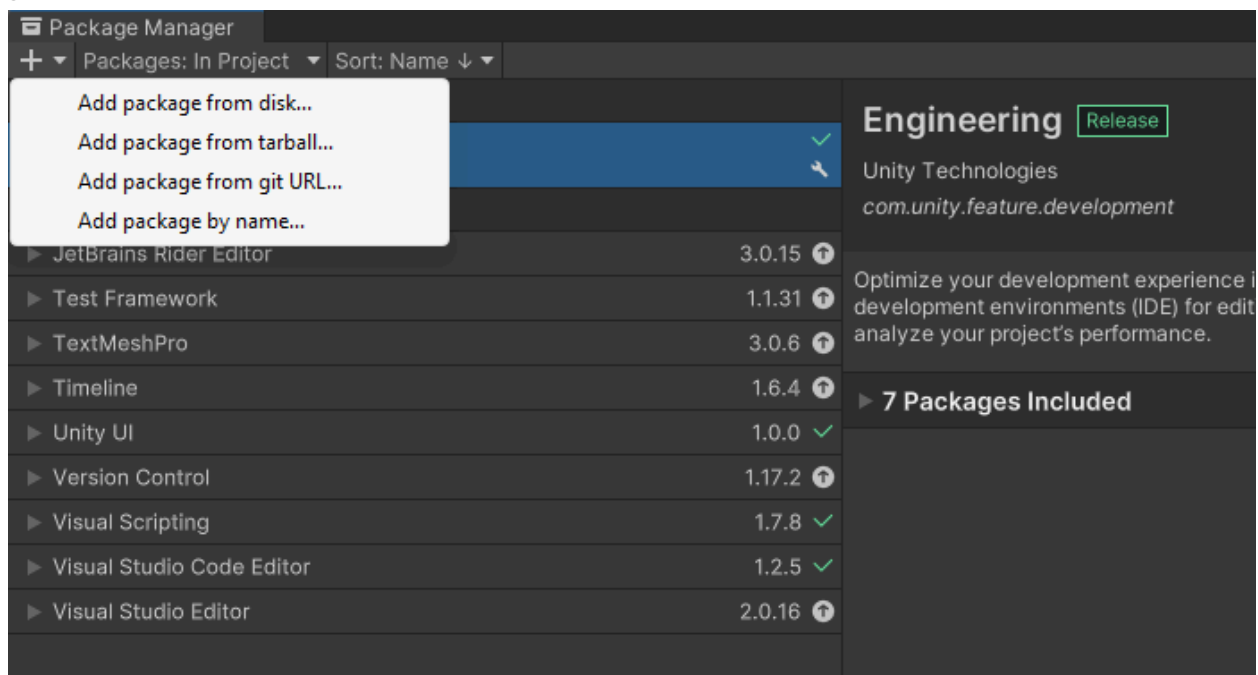 Package Manager
Packages: In Project Sort: Name ↓
Add package from disk...
Add package from tarball...
Add package from git URL...
Add package by name...
JetBrains Rider Editor 3.0.15
Test Framework 1.1.31
TextMeshPro 3.0.6
Timeline 1.6.4
Unity UI 1.0.0
Version Control 1.17.2
Visual Scripting 1.7.8
Visual Studio Code Editor 1.2.5
Visual Studio Editor 2.0.16
Engineering Release
Unity Technologies
com.unity.feature.development
Optimize your development experience i
development environments (IDE) for edit
analyze your project's performance.
7 Packages Included